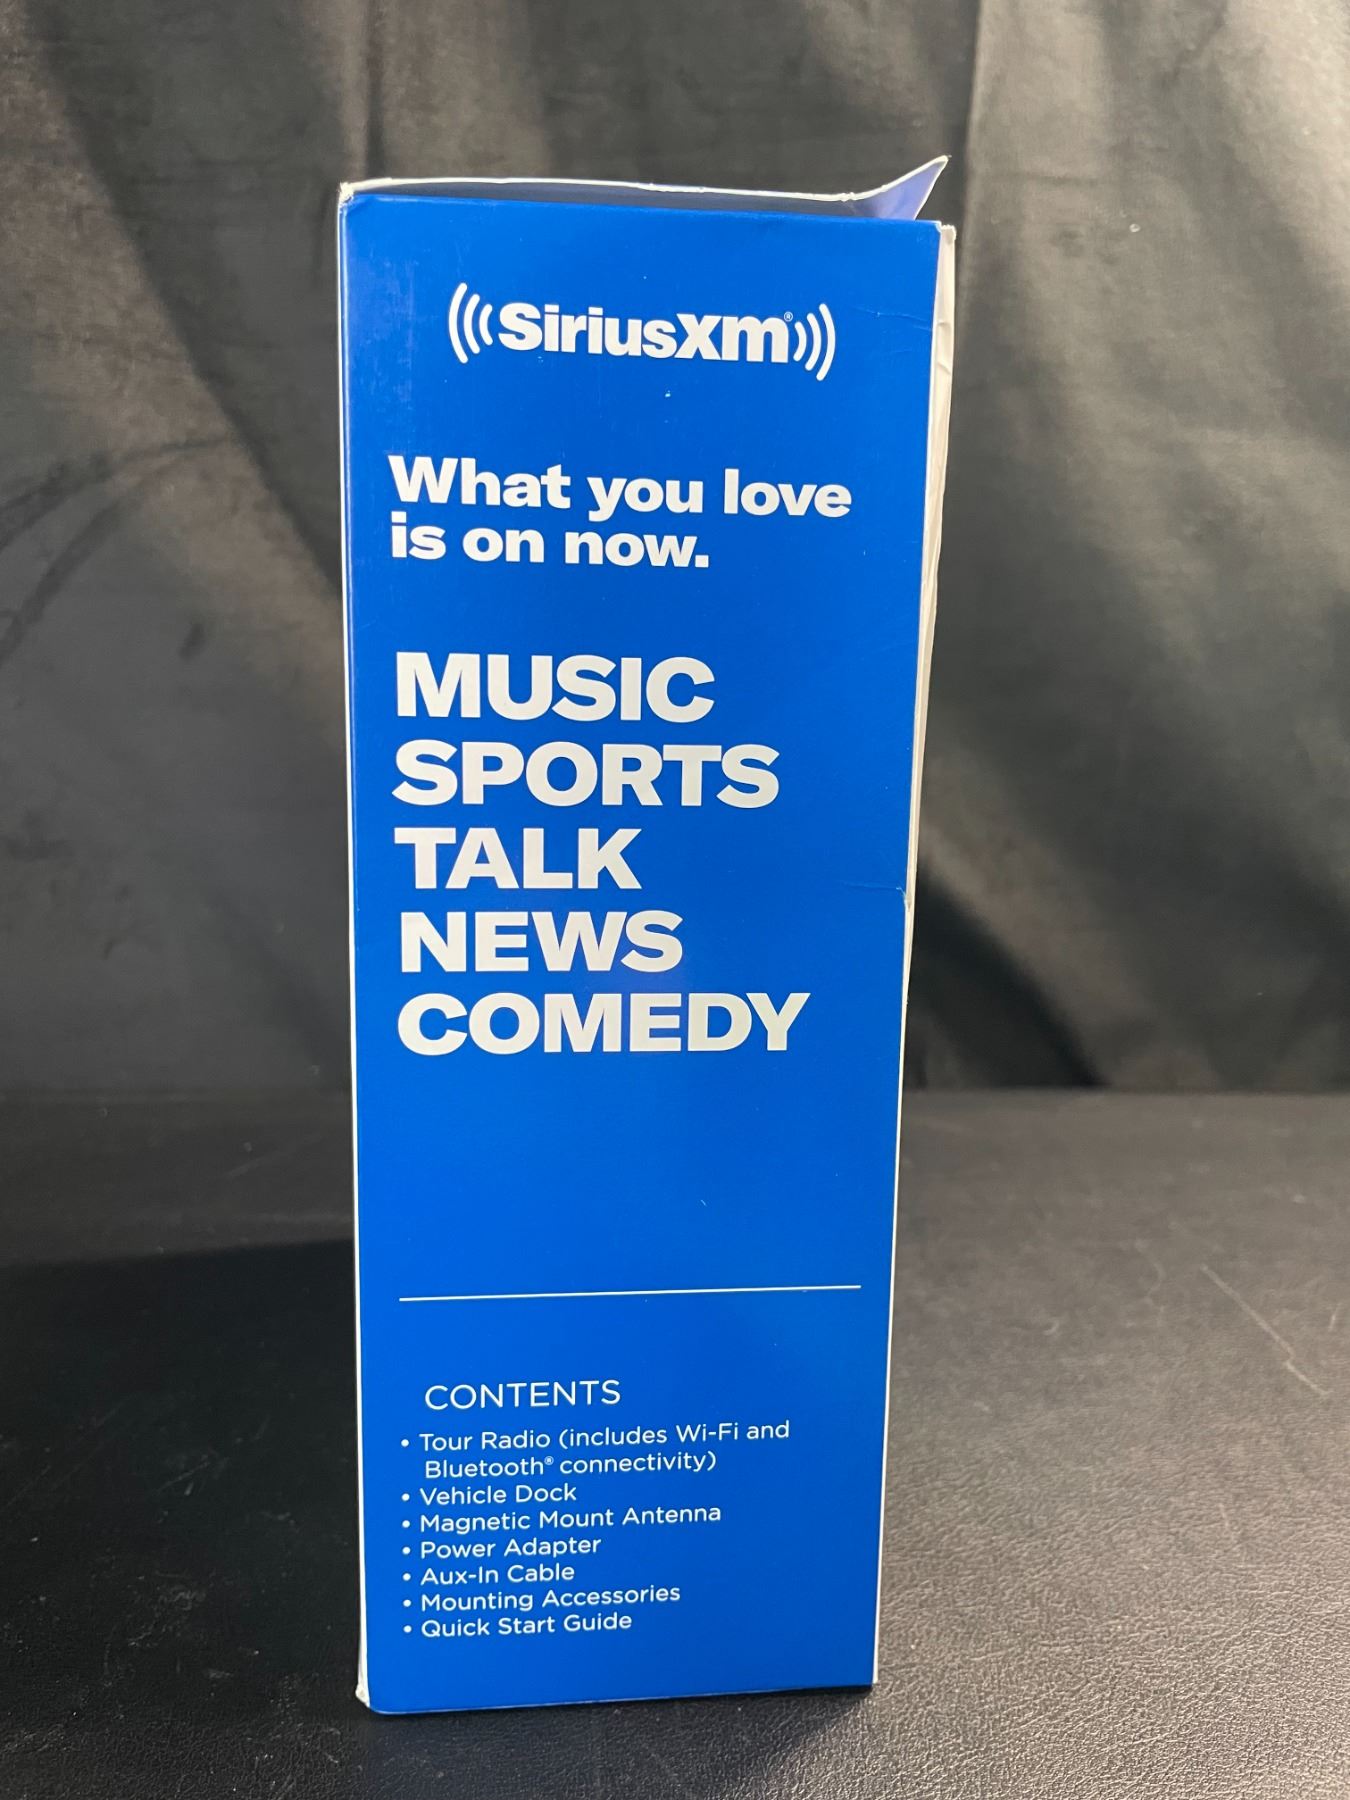 SiriusXM®
What you love
is on now.
MUSIC
SPORTS
TALK
NEWS
COMEDY
CONTENTS
• Tour Radio (includes Wi-Fi and
Bluetooth® connectivity)
• Vehicle Dock
• Magnetic Mount Antenna
• Power Adapter
• Aux-In Cable
• Mounting Accessories
• Quick Start Guide